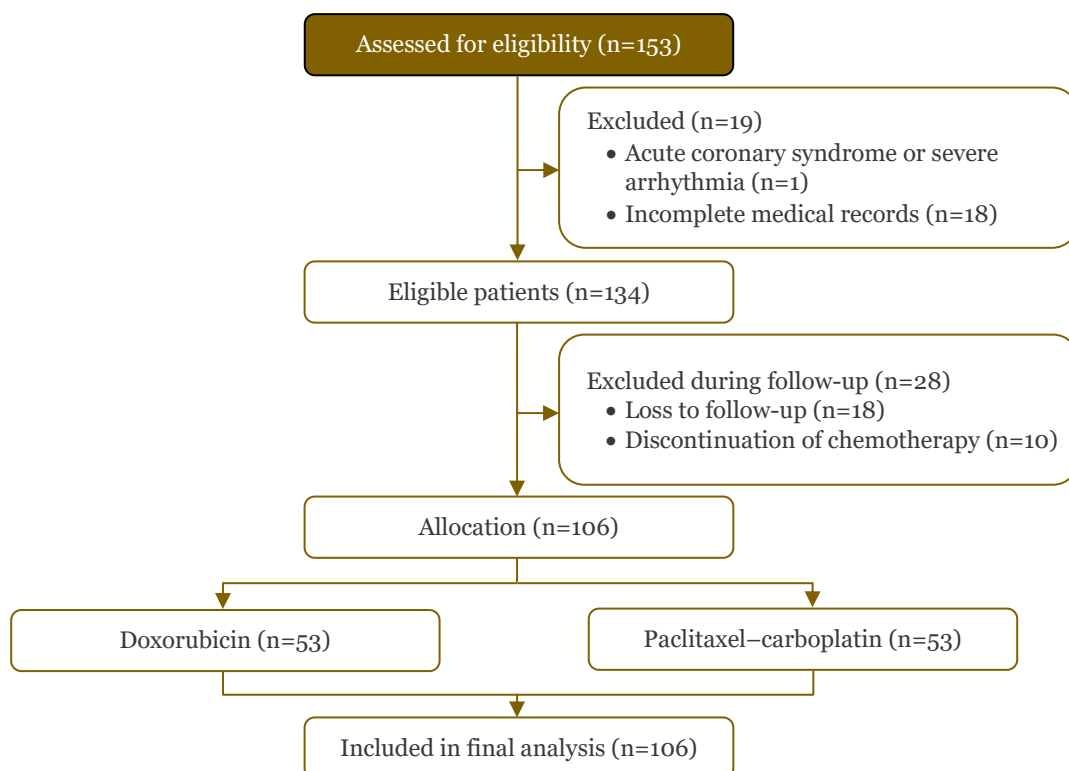 Assessed for eligibility (n=153)
Excluded (n=19)
• Acute coronary syndrome or severe
arrhythmia (n=1)
• Incomplete medical records (n=18)
Eligible patients (n=134)
Excluded during follow-up (n=28)
• Loss to follow-up (n=18)
• Discontinuation of chemotherapy (n=10)
Allocation (n=106)
Doxorubicin (n=53)
Paclitaxel–carboplatin (n=53)
Included in final analysis (n=106)